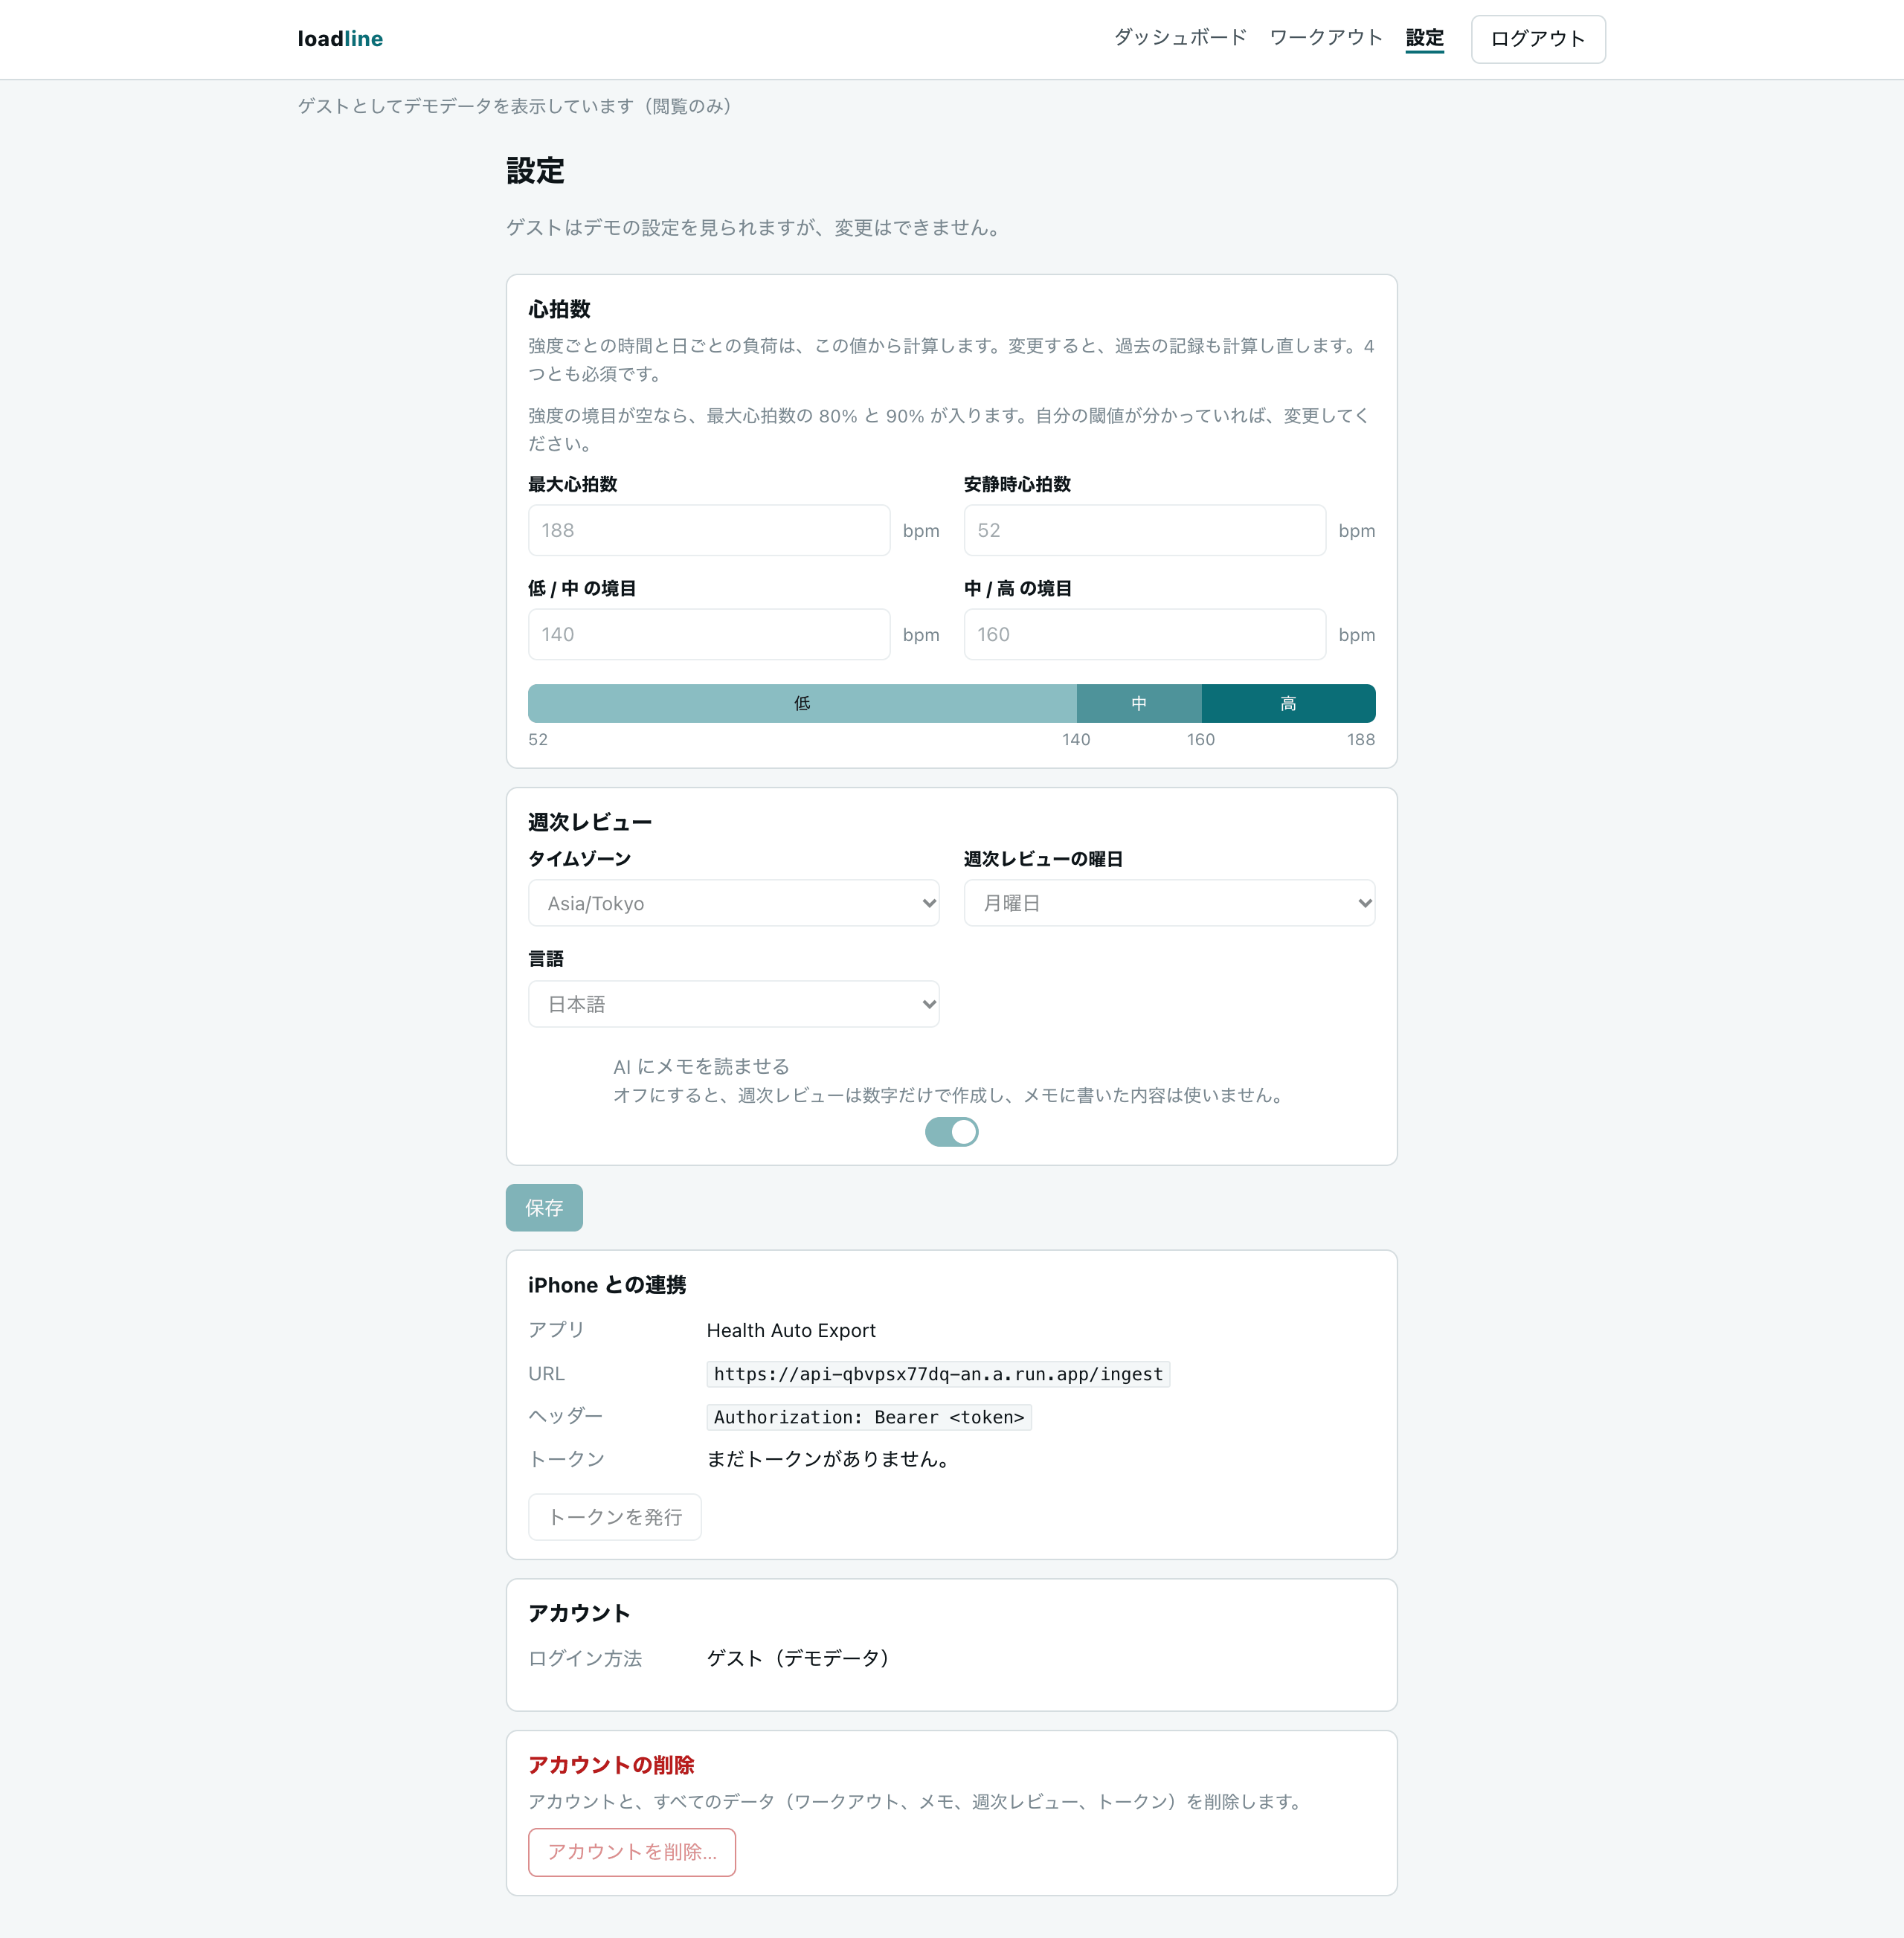 loadline
ダッシュボード ワークアウト 設定 ログアウト
ゲストとしてデモデータを表示しています（閲覧のみ）
設定
ゲストはデモの設定を見られますが、変更はできません。
心拍数
強度ごとの時間と日ごとの負荷は、この値から計算します。変更すると、過去の記録も計算し直します。4
つとも必須です。
強度の境目が空なら、最大心拍数の 80% と 90% が入ります。自分の閾値が分かっていれば、変更してく
ださい。
最大心拍数 安静時心拍数
188 bpm 52 bpm
低 / 中 の境目 中 / 高 の境目
140 bpm 160 bpm
低 中 高
52 140 160 188
週次レビュー
タイムゾーン 週次レビューの曜日
Asia/Tokyo 月曜日
言語
日本語
AI にメモを読ませる
オフにすると、週次レビューは数字だけで作成し、メモに書いた内容は使いません。
保存
iPhone との連携
アプリ Health Auto Export
URL https://api-qbvpsx77dq-an.a.run.app/ingest
ヘッダー Authorization: Bearer <token>
トークン まだトークンがありません。
トークンを発行
アカウント
ログイン方法 ゲスト（デモデータ）
アカウントの削除
アカウントと、すべてのデータ（ワークアウト、メモ、週次レビュー、トークン）を削除します。
アカウントを削除...